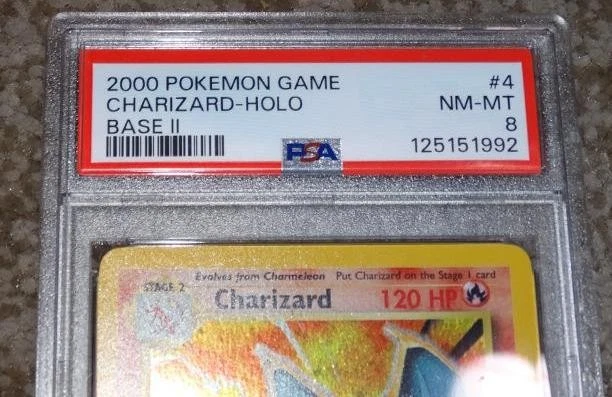 2000 POKEMON GAME #4
CHARIZARD-HOLO NM-MT
BASE II 8
PSA 125151992
Evolves from Charmeleon Put Charizard on the Stage 1 card
STAGE 2 Charizard 120 HP